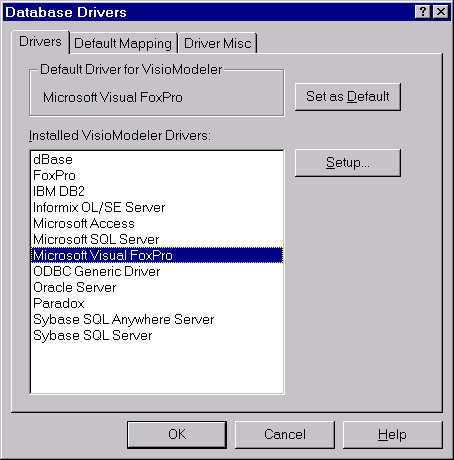 Database Drivers
Drivers Default Mapping Driver Misc
Default Driver for VisioModeler
Microsoft Visual FoxPro
Set as Default
Installed VisioModeler Drivers:
Setup...
dBase
FoxPro
IBM DB2
Informix OL/SE Server
Microsoft Access
Microsoft SQL Server
Microsoft Visual FoxPro
ODBC Generic Driver
Oracle Server
Paradox
Sybase SQL Anywhere Server
Sybase SQL Server
OK Cancel Help